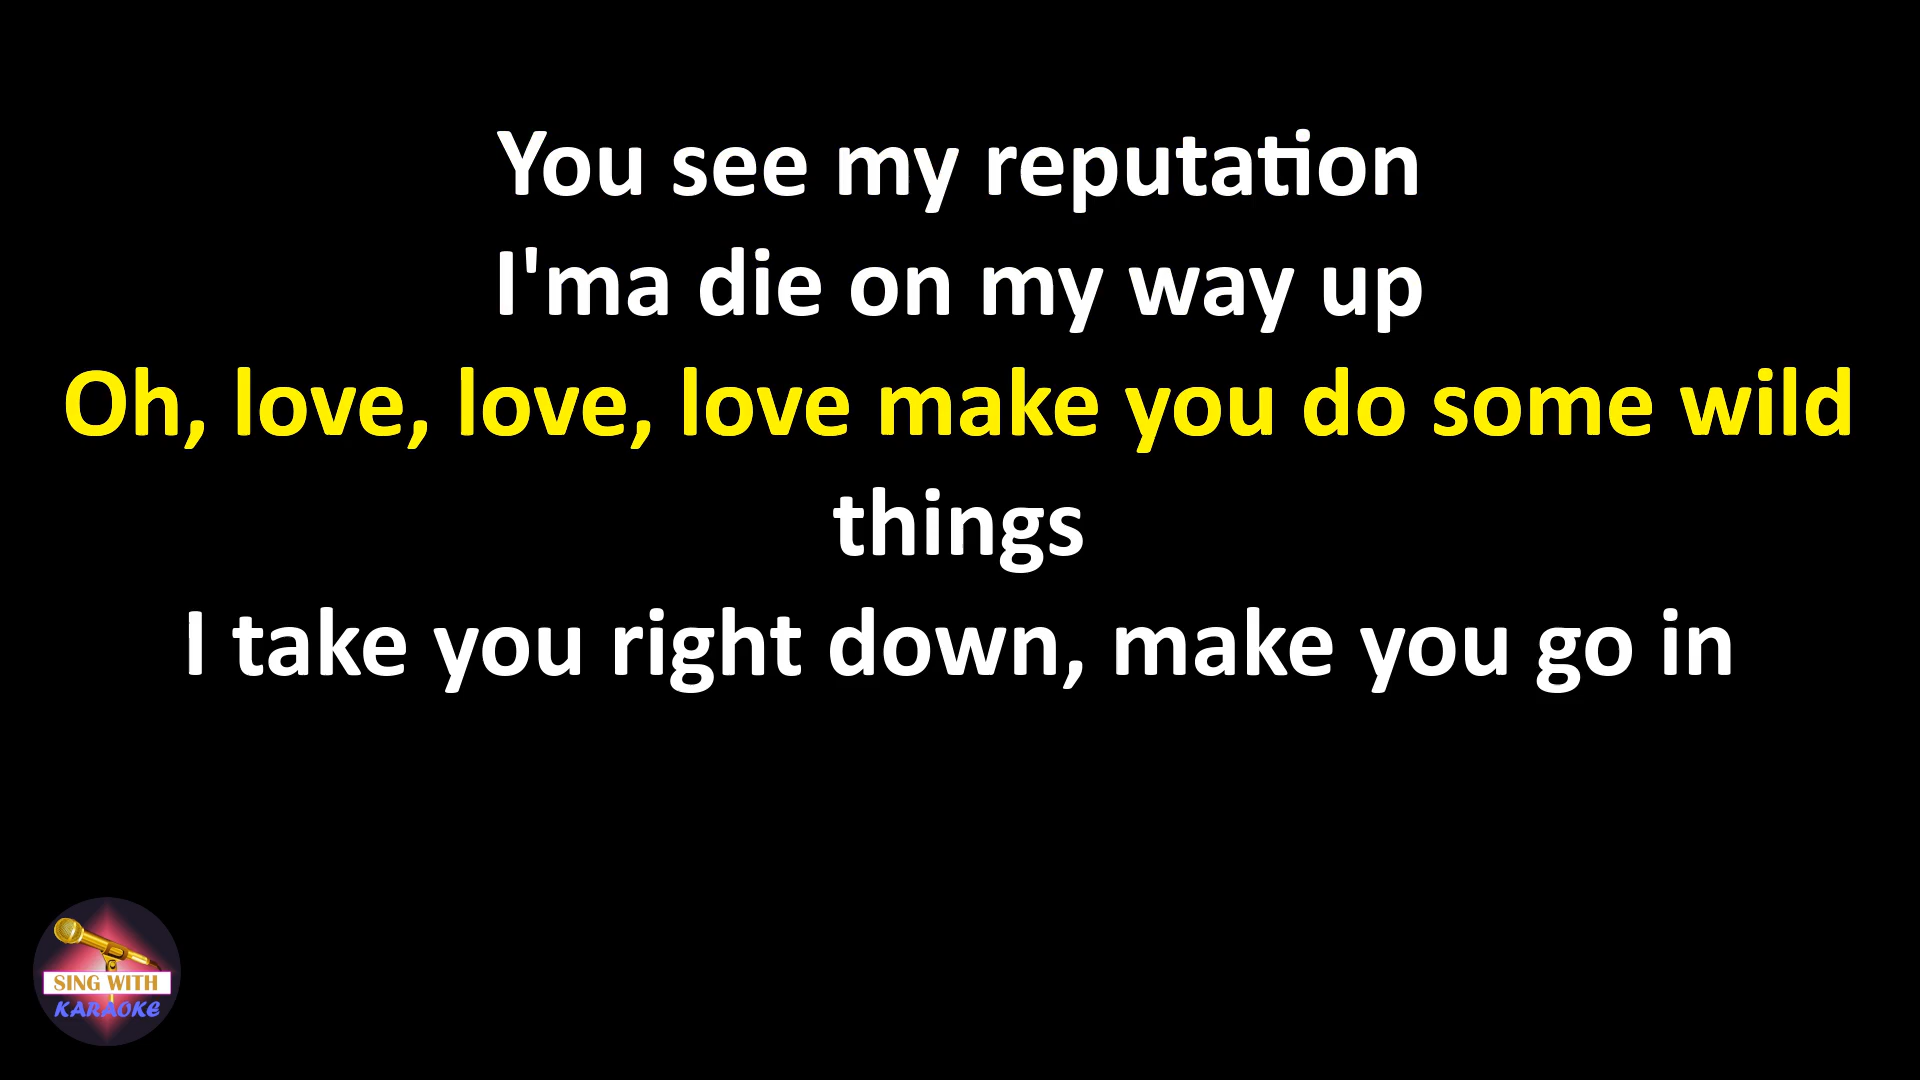 You see my reputation
I'ma die on my way up
Oh, love, love, love make you do some wild
things
I take you right down, make you go in
SING WITH
KARAOKE